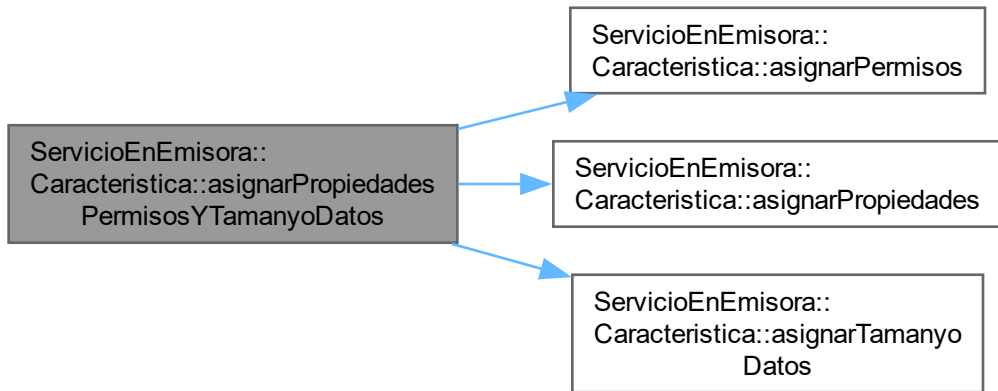 ServicioEnEmisora::
Caracteristica::asignarPropiedades
PermisosYTamanyoDatos
ServicioEnEmisora::
Caracteristica::asignarPermisos
ServicioEnEmisora::
Caracteristica::asignarPropiedades
ServicioEnEmisora::
Caracteristica::asignarTamanyo
Datos